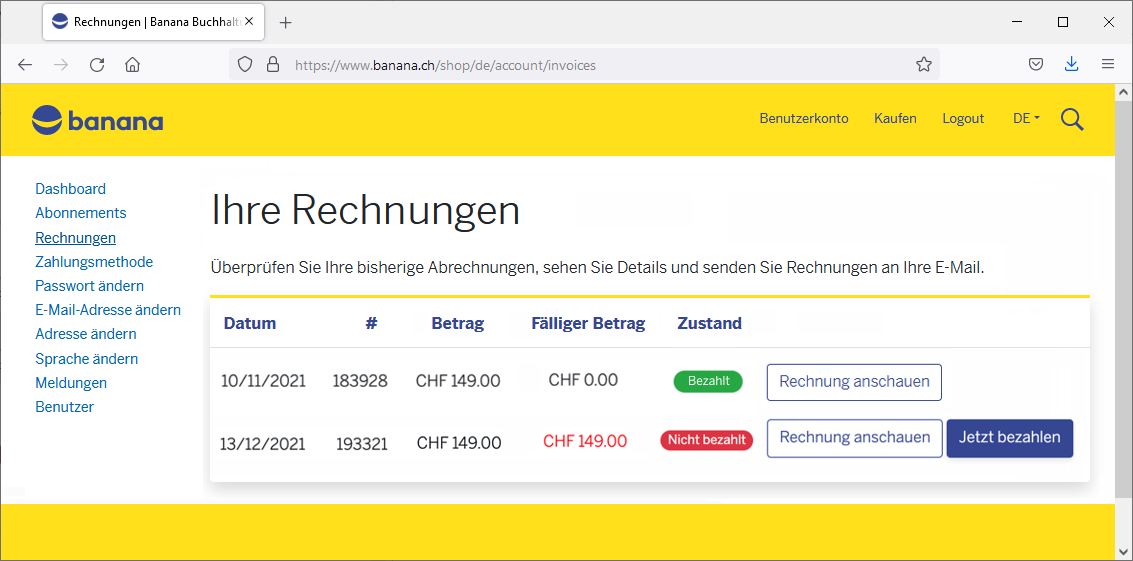 Rechnungen | Banana Buchhalt
https://www.banana.ch/shop/de/account/invoices
banana
Benutzerkonto Kaufen Logout DE
Dashboard
Abonnements
Rechnungen
Zahlungsmethode
Passwort ändern
E-Mail-Adresse ändern
Adresse ändern
Sprache ändern
Meldungen
Benutzer
Ihre Rechnungen
Überprüfen Sie Ihre bisherige Abrechnungen, sehen Sie Details und senden Sie Rechnungen an Ihre E-Mail.
Datum # Betrag Fälliger Betrag Zustand
10/11/2021 183928 CHF 149.00 CHF 0.00 Bezahlt Rechnung anschauen
13/12/2021 193321 CHF 149.00 CHF 149.00 Nicht bezahlt Rechnung anschauen Jetzt bezahlen